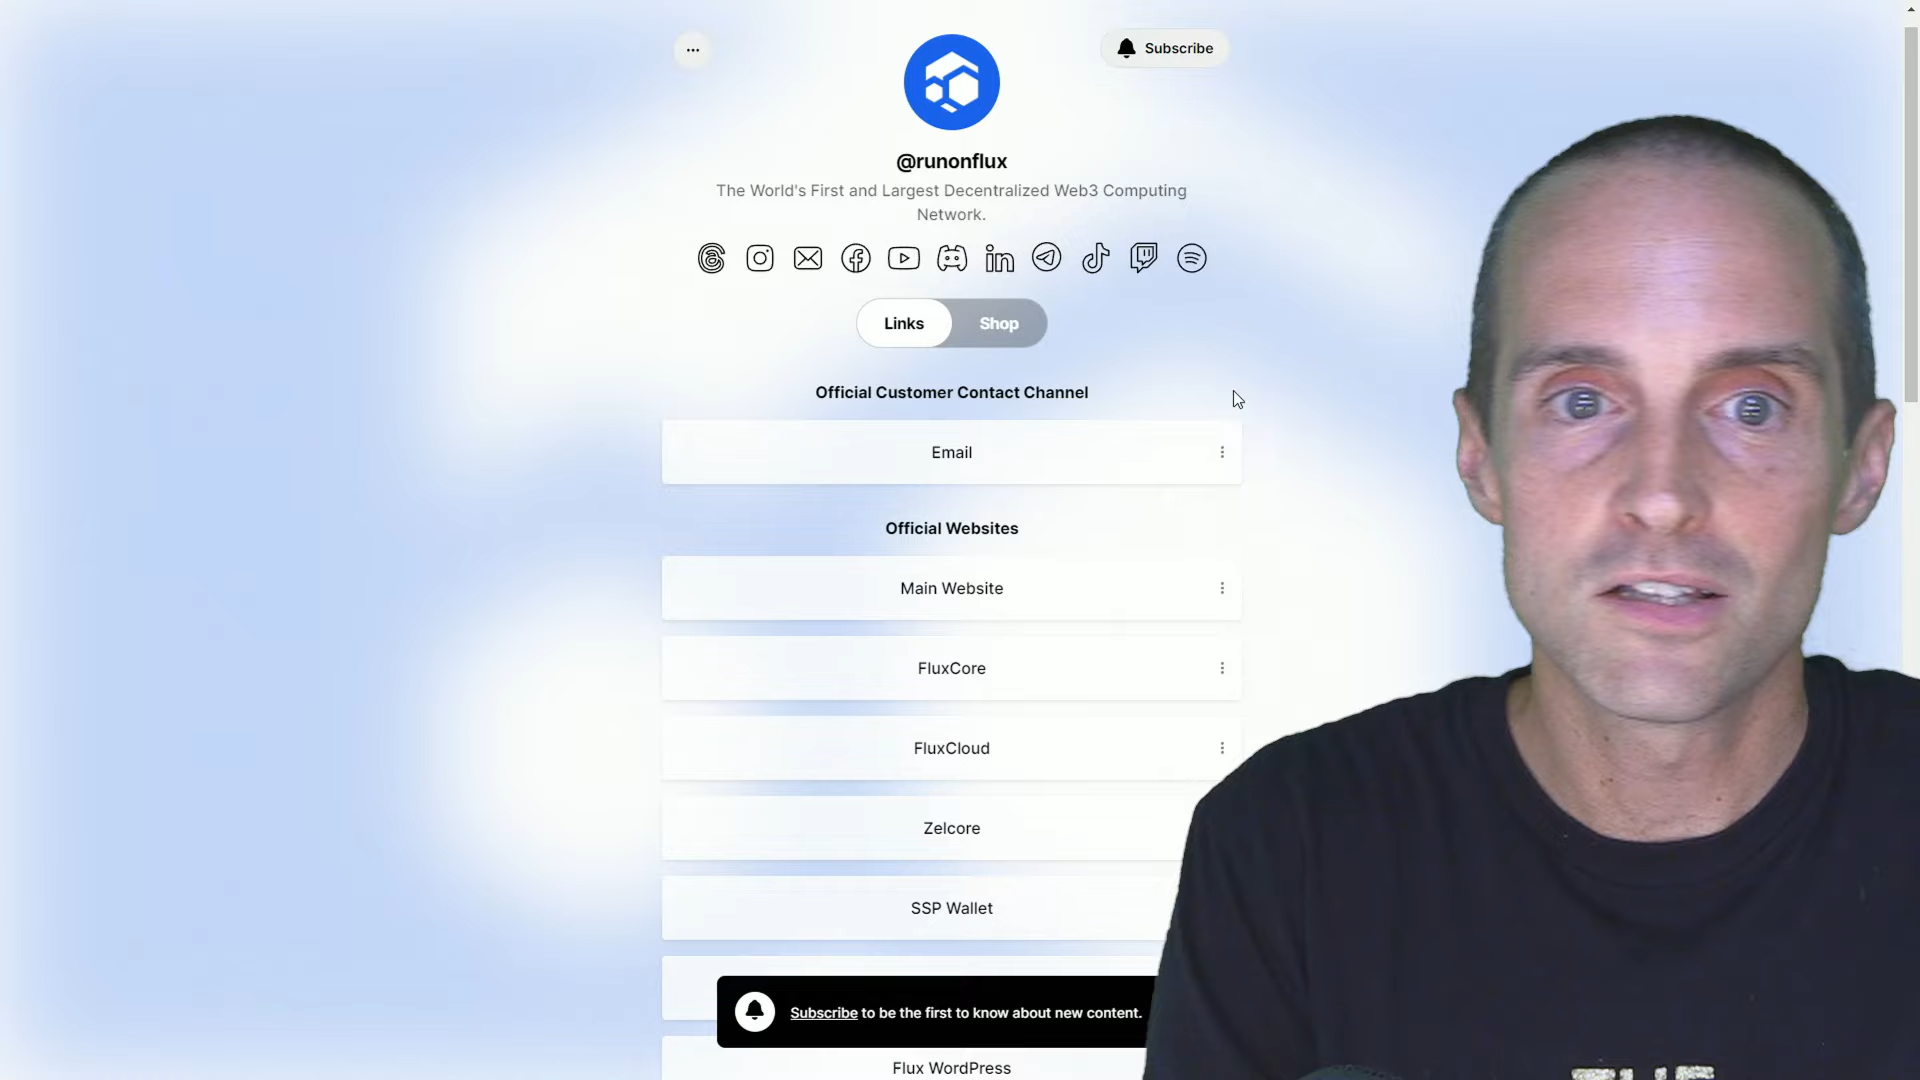 Subscribe
@runonflux
The World's First and Largest Decentralized Web3 Computing
Network.
Links
Shop
Official Customer Contact Channel
Email
Official Websites
Main Website
FluxCore
FluxCloud
Zelcore
SSP Wallet
Subscribe to be the first to know about new content.
Flux WordPress